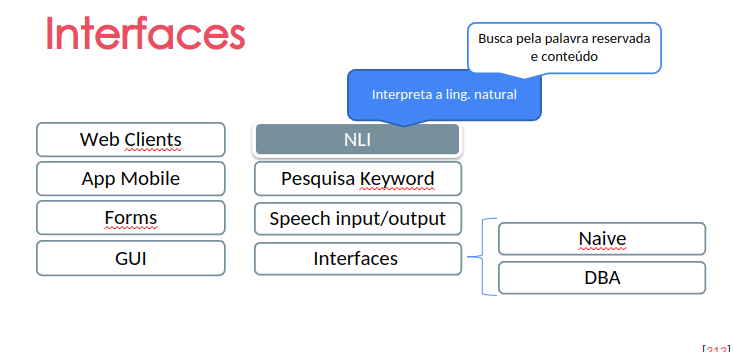 Interfaces
Busca pela palavra reservada
e conteúdo
Interpreta a ling. natural
Web Clients
NLI
App Mobile
Pesquisa Keyword
Forms
Speech input/output
GUI
Interfaces
Naive
DBA